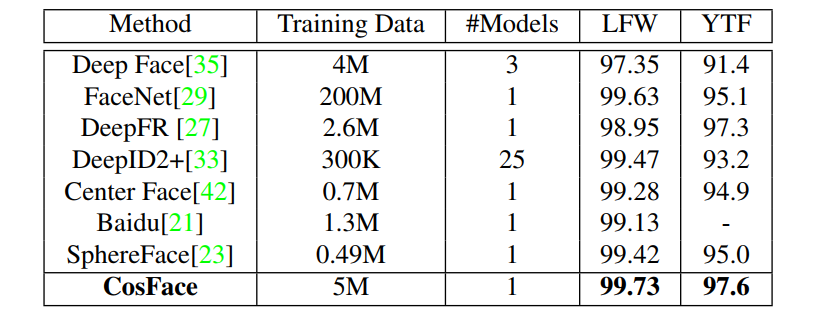 Method Training Data #Models LFW YTF
Deep Face[35] 4M 3 97.35 91.4
FaceNet[29] 200M 1 99.63 95.1
DeepFR [27] 2.6M 1 98.95 97.3
DeepID2+[33] 300K 25 99.47 93.2
Center Face[42] 0.7M 1 99.28 94.9
Baidu[21] 1.3M 1 99.13 -
SphereFace[23] 0.49M 1 99.42 95.0
CosFace 5M 1 99.73 97.6